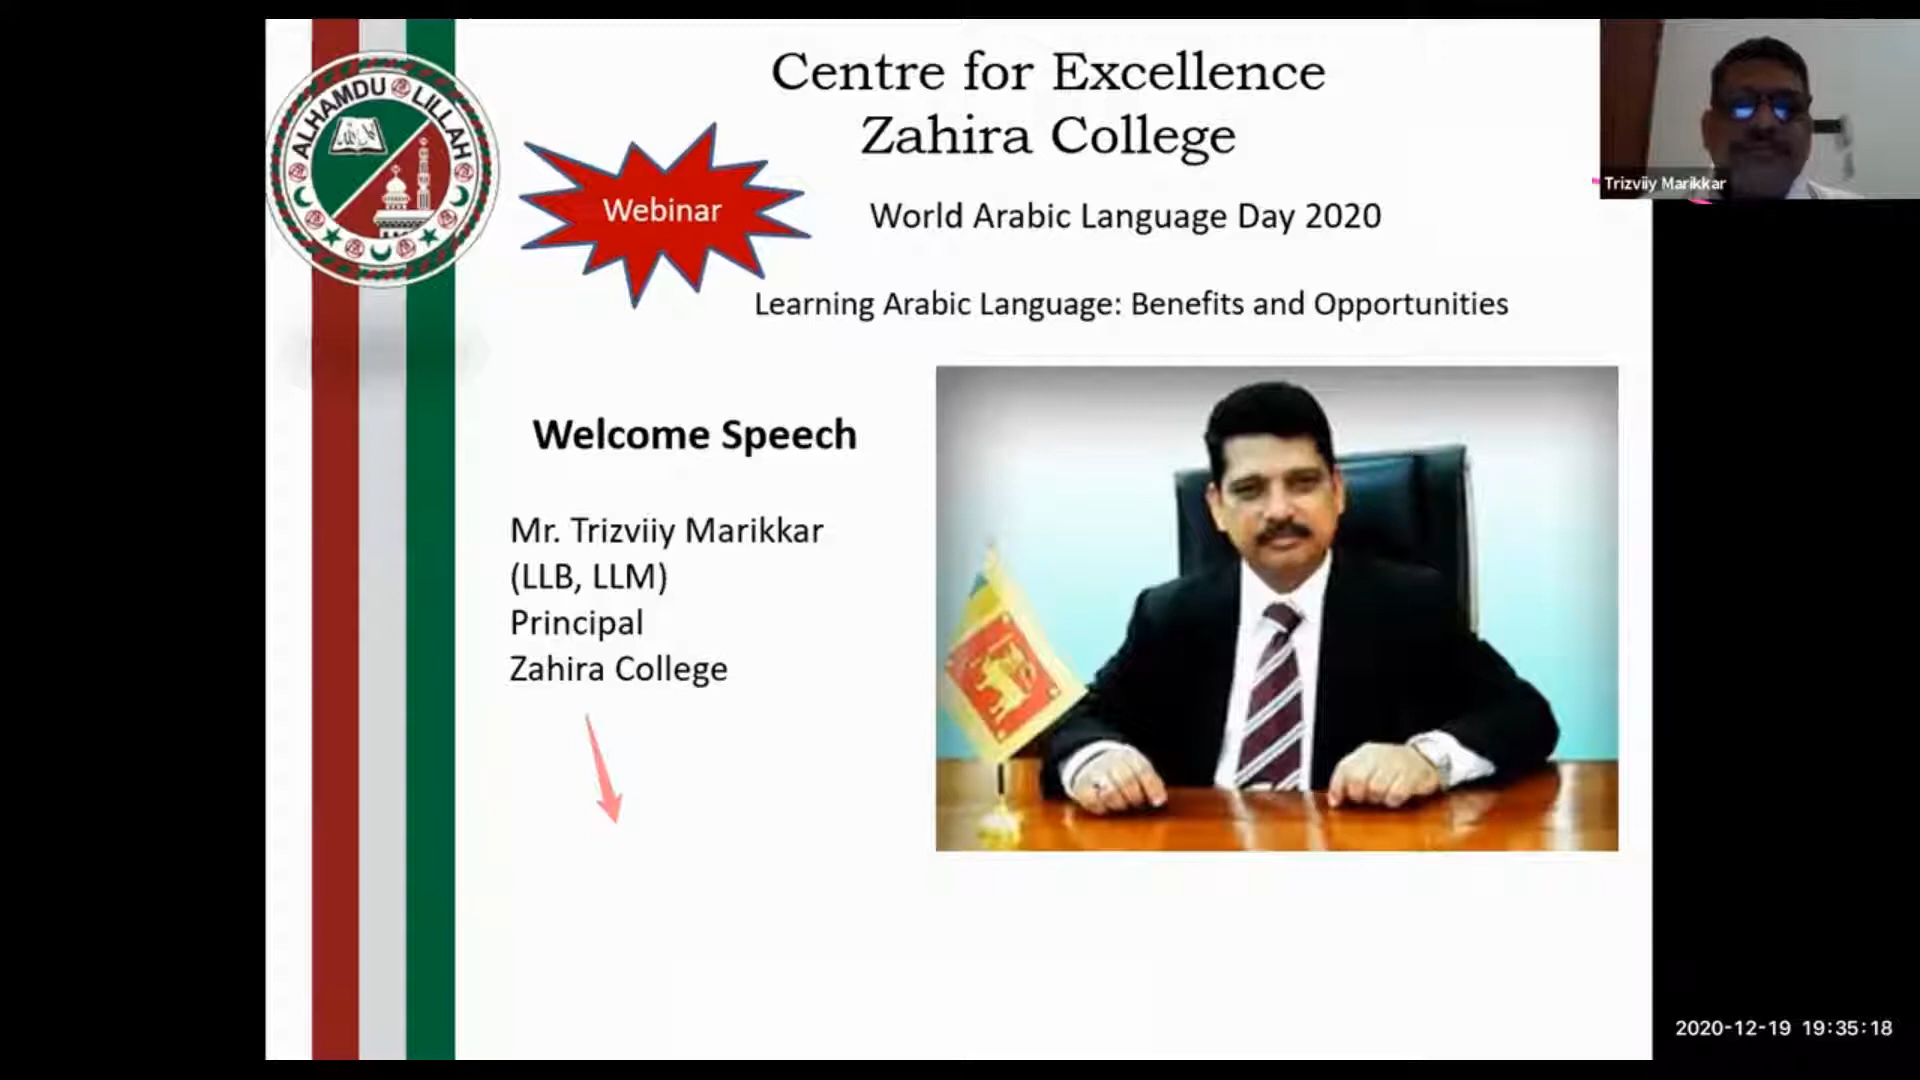 ALHAMDU LILLAH
Centre for Excellence
Zahira College
Webinar
World Arabic Language Day 2020
Learning Arabic Language: Benefits and Opportunities
Welcome Speech
Mr. Trizviiy Marikkar
(LLB, LLM)
Principal
Zahira College
Trizviiy Marikkar
2020-12-19 19:35:18